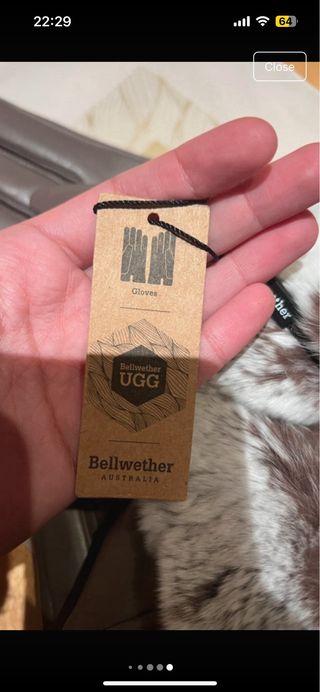 22:29
64
Close
Gloves
Bellwether
UGG
Bellwether
AUSTRALIA